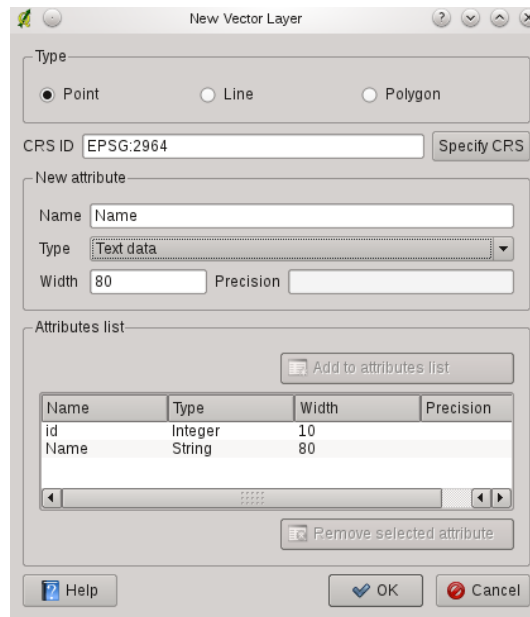 New Vector Layer
Type
Point Line Polygon
CRS ID EPSG:2964 Specify CRS
New attribute
Name Name
Type Text data
Width 80 Precision
Attributes list
Add to attributes list
Name Type Width Precision
id Integer 10
Name String 80
Remove selected attribute
Help OK Cancel